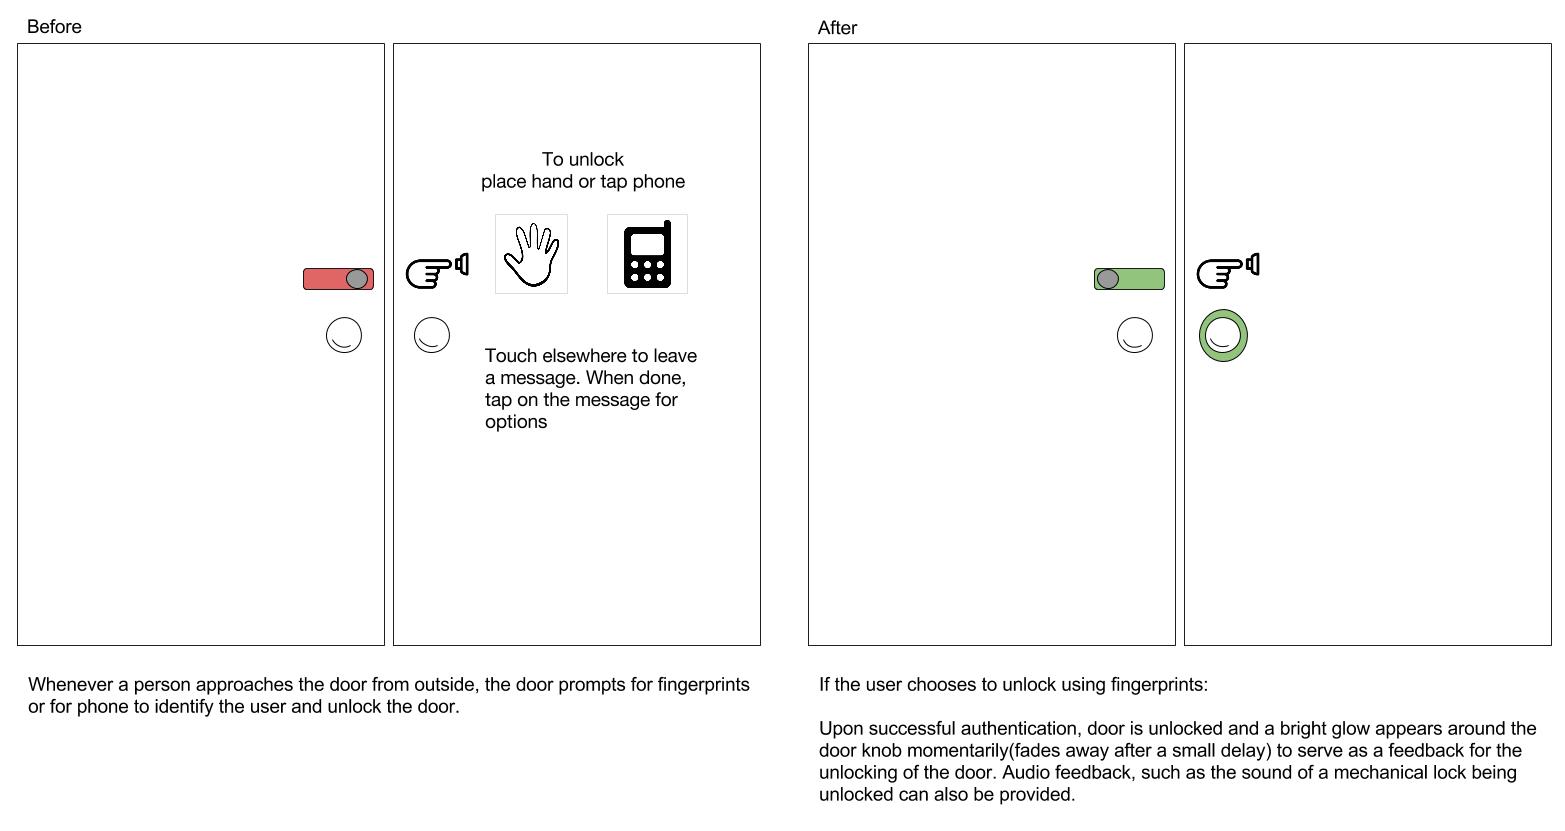 Before
To unlock
place hand or tap phone
Touch elsewhere to leave
a message. When done,
tap on the message for
options
Whenever a person approaches the door from outside, the door prompts for fingerprints
or for phone to identify the user and unlock the door.
After
If the user chooses to unlock using fingerprints:
Upon successful authentication, door is unlocked and a bright glow appears around the
door knob momentarily(fades away after a small delay) to serve as a feedback for the
unlocking of the door. Audio feedback, such as the sound of a mechanical lock being
unlocked can also be provided.